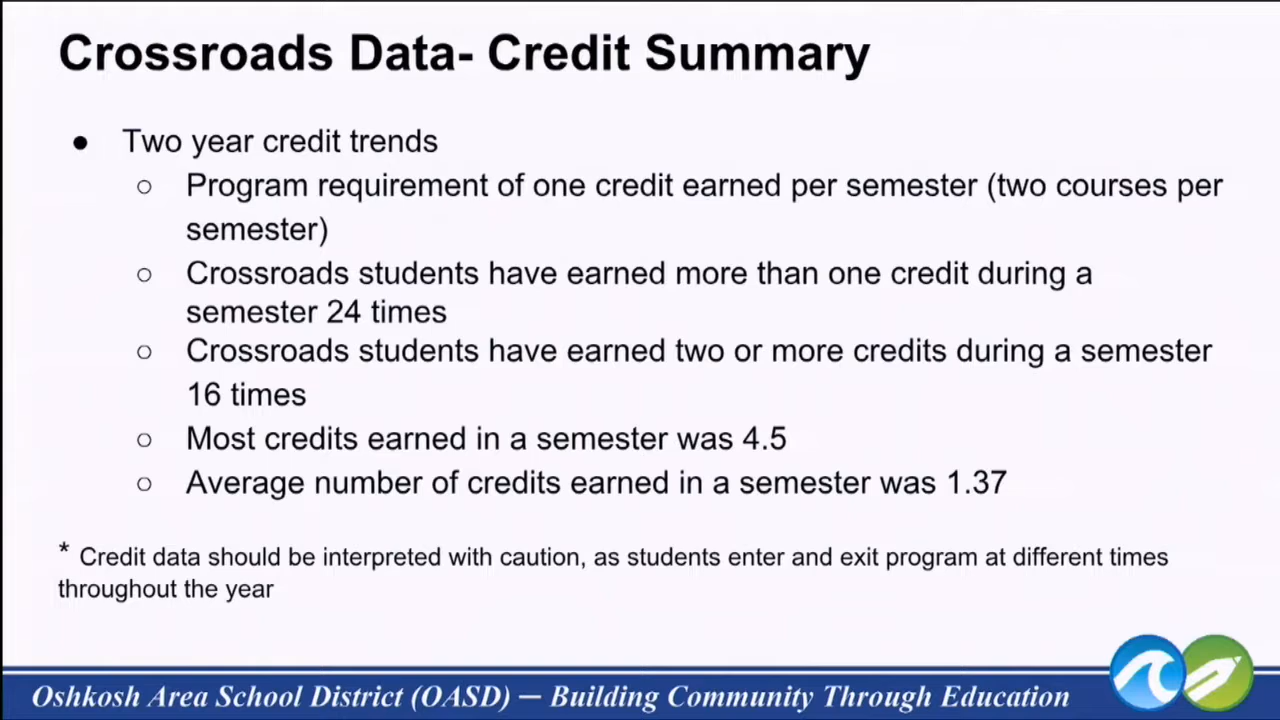 Crossroads Data- Credit Summary
● Two year credit trends
○ Program requirement of one credit earned per semester (two courses per
semester)
○ Crossroads students have earned more than one credit during a
semester 24 times
○ Crossroads students have earned two or more credits during a semester
16 times
○ Most credits earned in a semester was 4.5
○ Average number of credits earned in a semester was 1.37
* Credit data should be interpreted with caution, as students enter and exit program at different times
throughout the year
Oshkosh Area School District (OASD) — Building Community Through Education